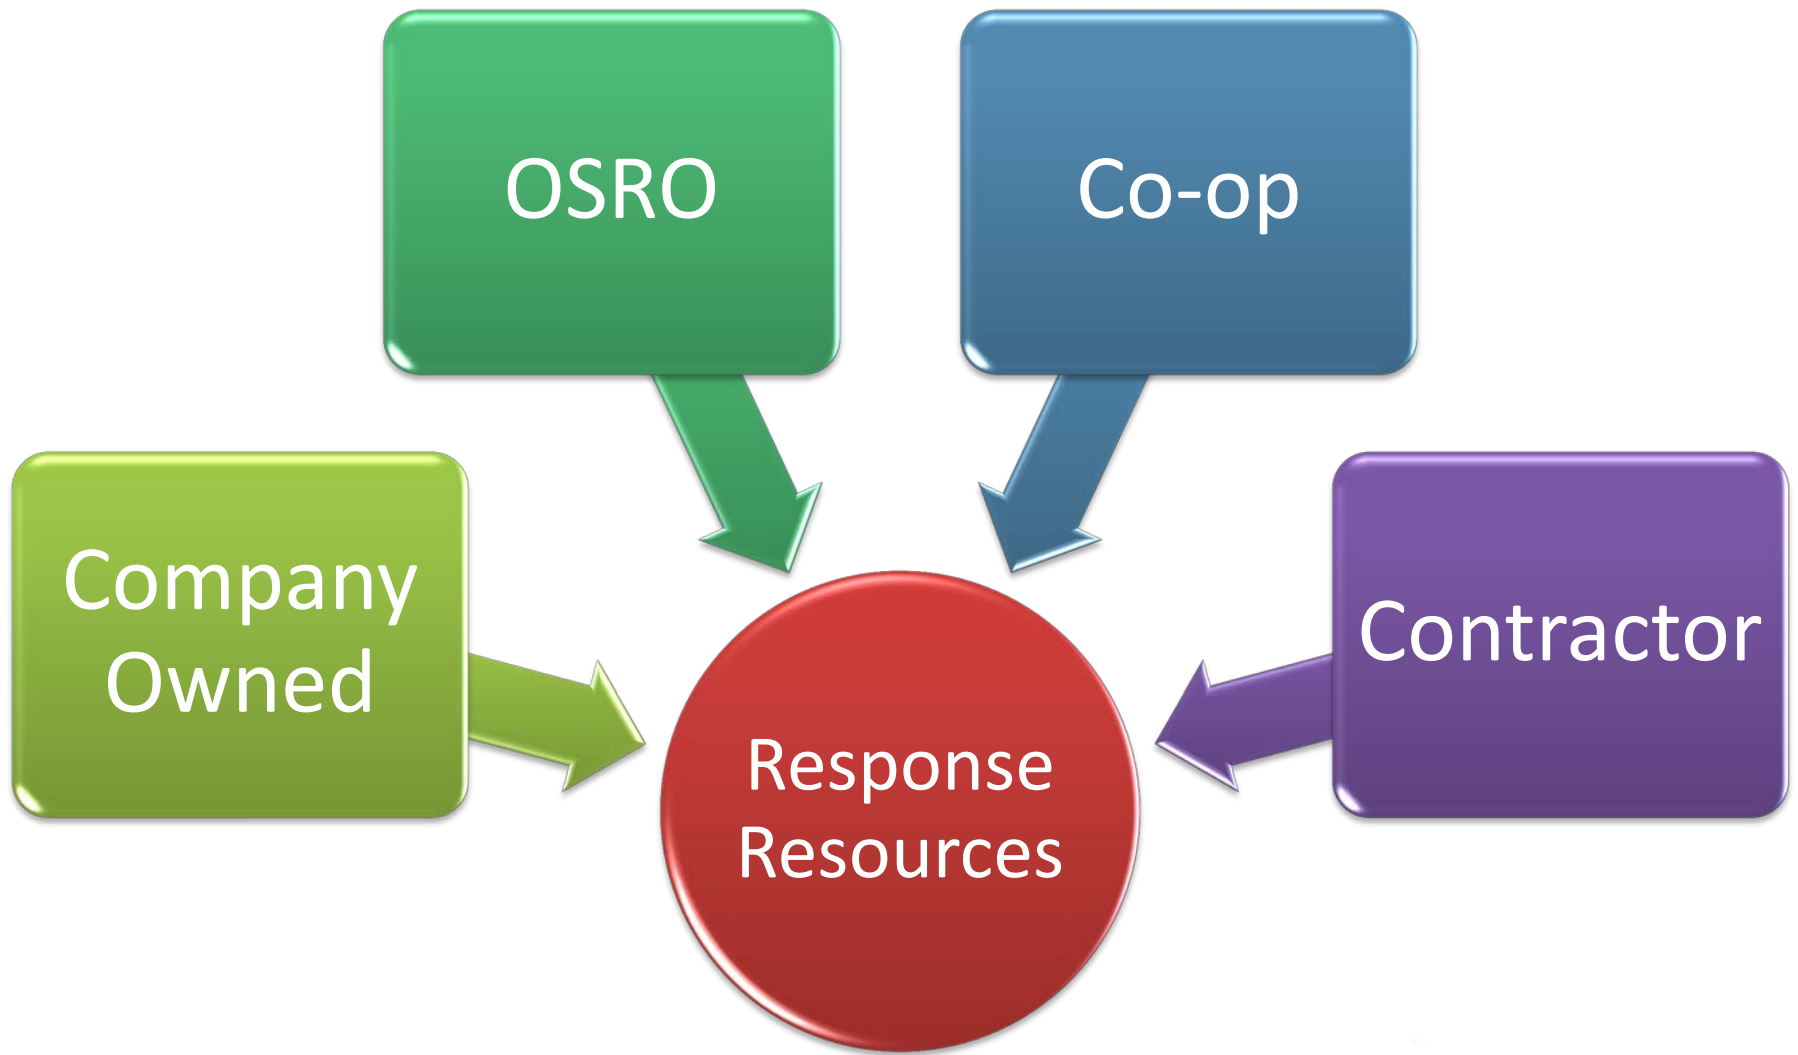 OSRO
Co-op
Company
Owned
Contractor
Response
Resources